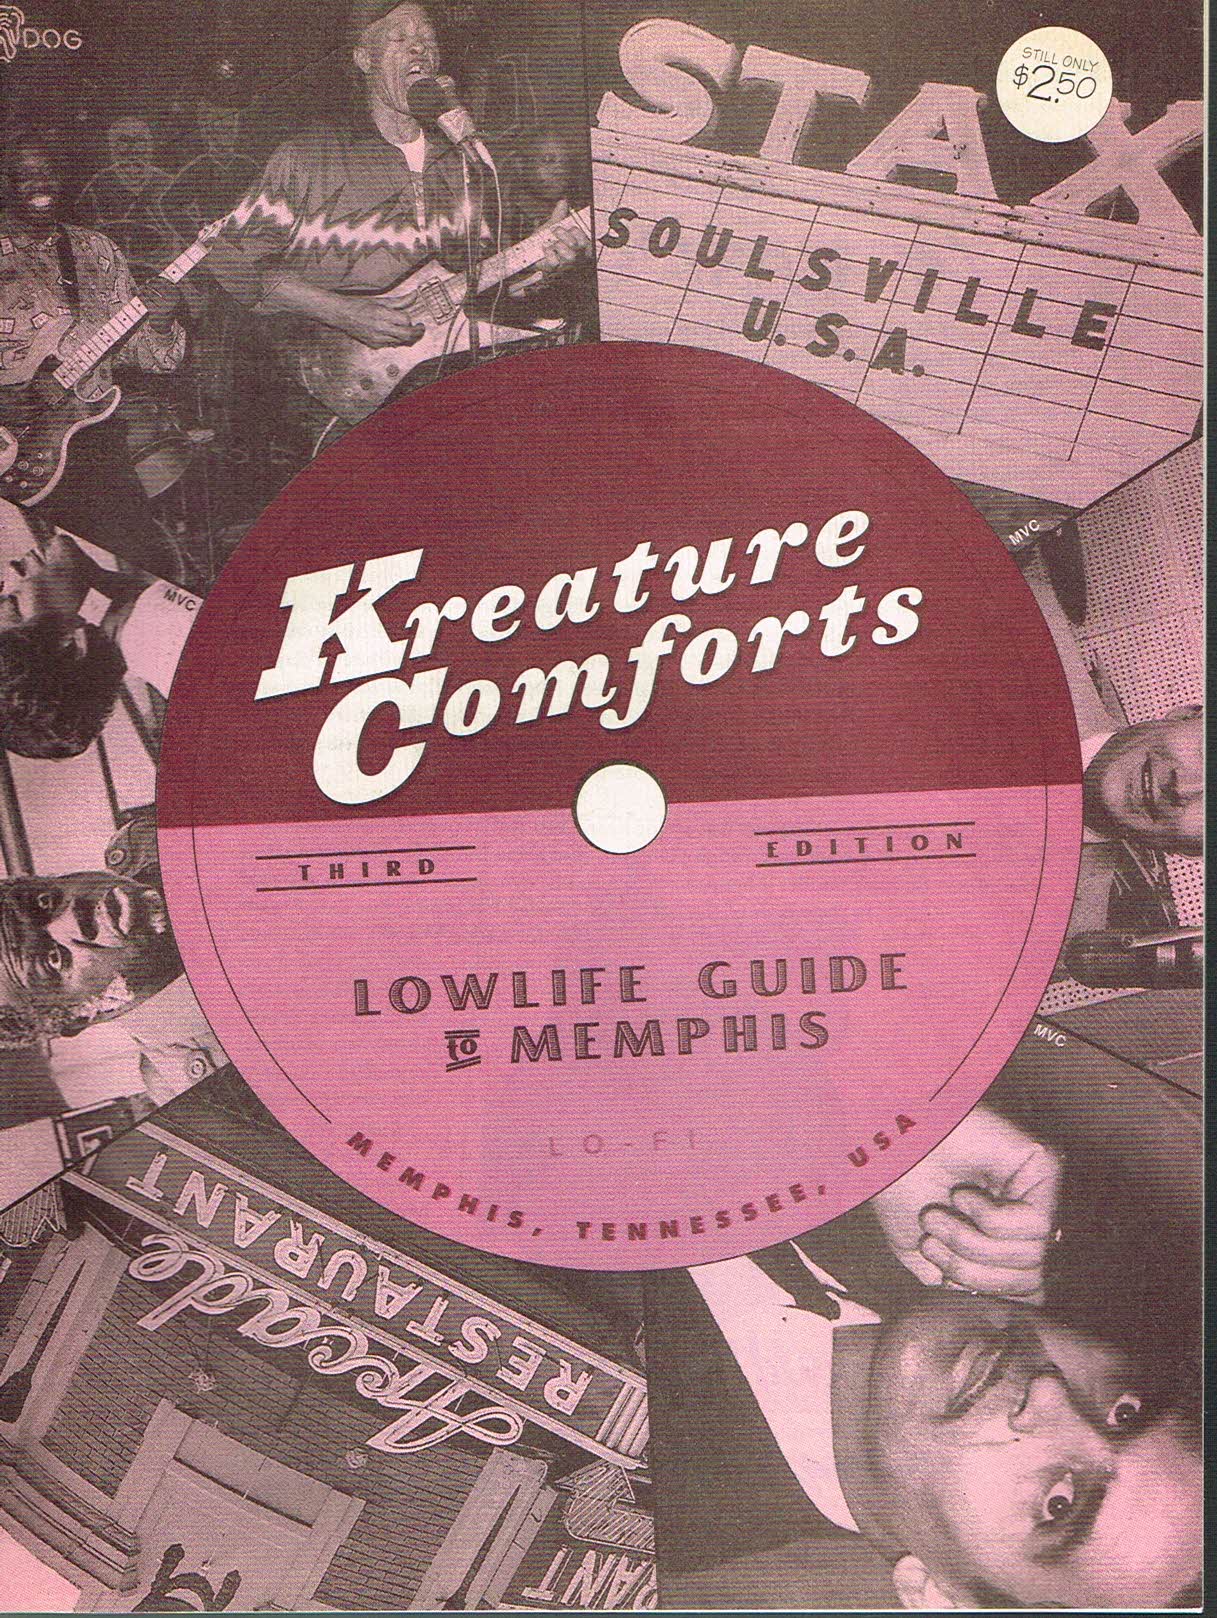 DOG
STILL ONLY
$2.50
STAX
SOULSVILLE
U.S.A.
MVC
MVC
Kreature
Comforts
THIRD
EDITION
LOWLIFE GUIDE
to MEMPHIS
MVC
LO-FI
MEMPHIS, TENNESSEE, USA
Arcade
RESTAURANT